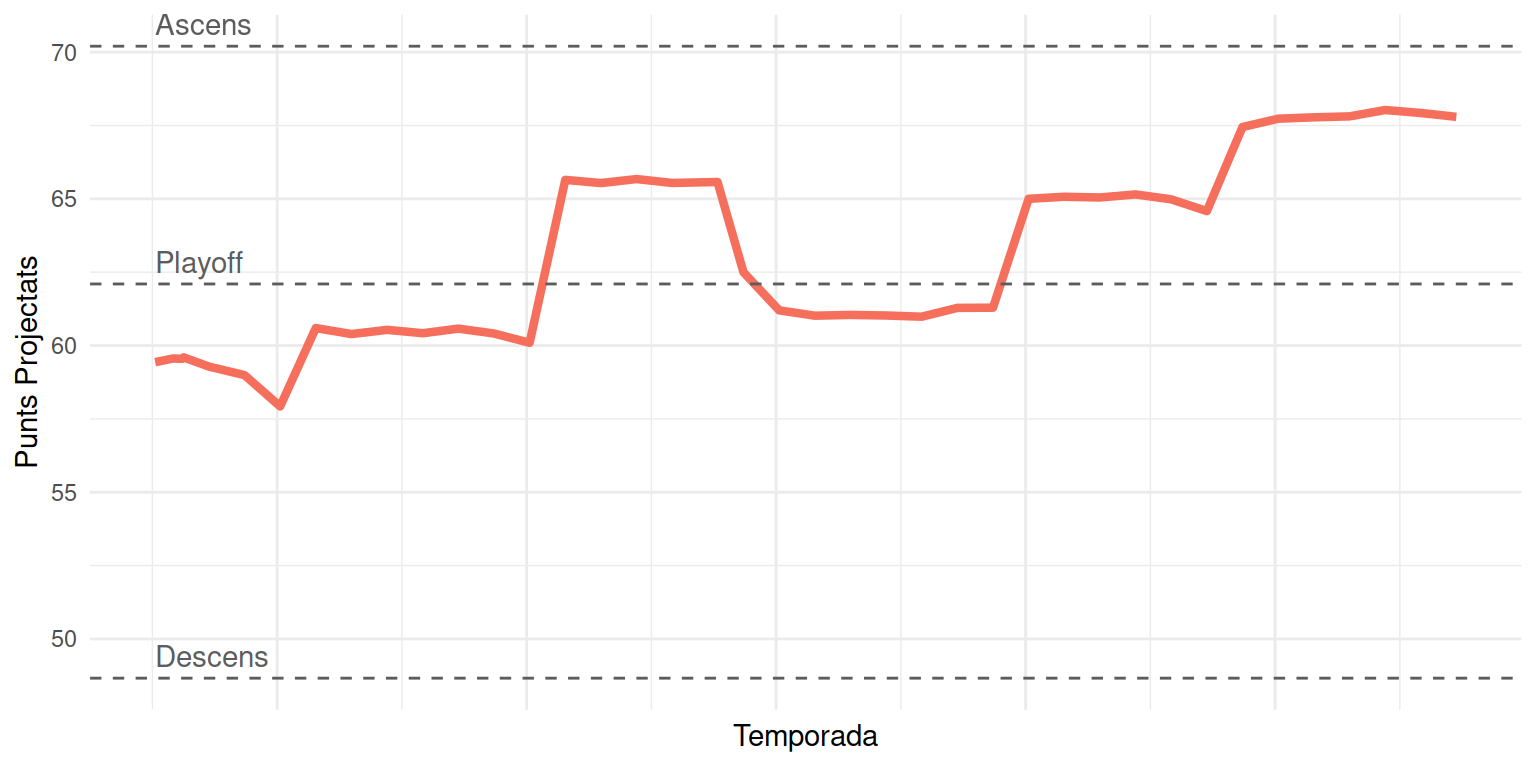 Ascens
70
65
Playoff
60
55
50
Descens
Punts Projectats
Temporada